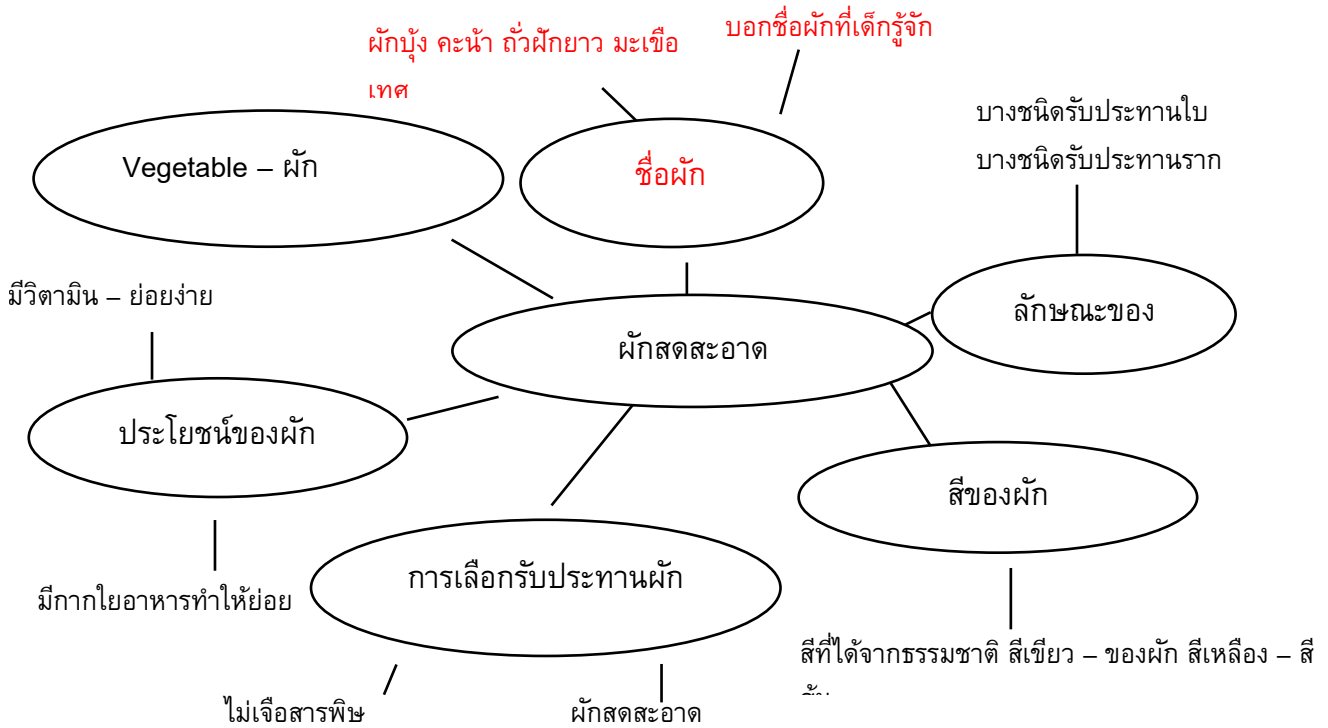 บอกชื่อผักที่เด็กรู้จัก
ผักบุ้ง คะน้า ถั่วฝักยาว มะเขือ
เทศ
บางชนิดรับประทานใบ
บางชนิดรับประทานราก
Vegetable – ผัก
ชื่อผัก
มีวิตามิน – ย่อยง่าย
ลักษณะของ
ผักสดสะอาด
ประโยชน์ของผัก
สีของผัก
การเลือกรับประทานผัก
มีกากใยอาหารทำให้ย่อย
สีที่ได้จากธรรมชาติ สีเขียว – ของผัก สีเหลือง – สี
ไม่เจือสารพิษ
ผักสดสะอาด